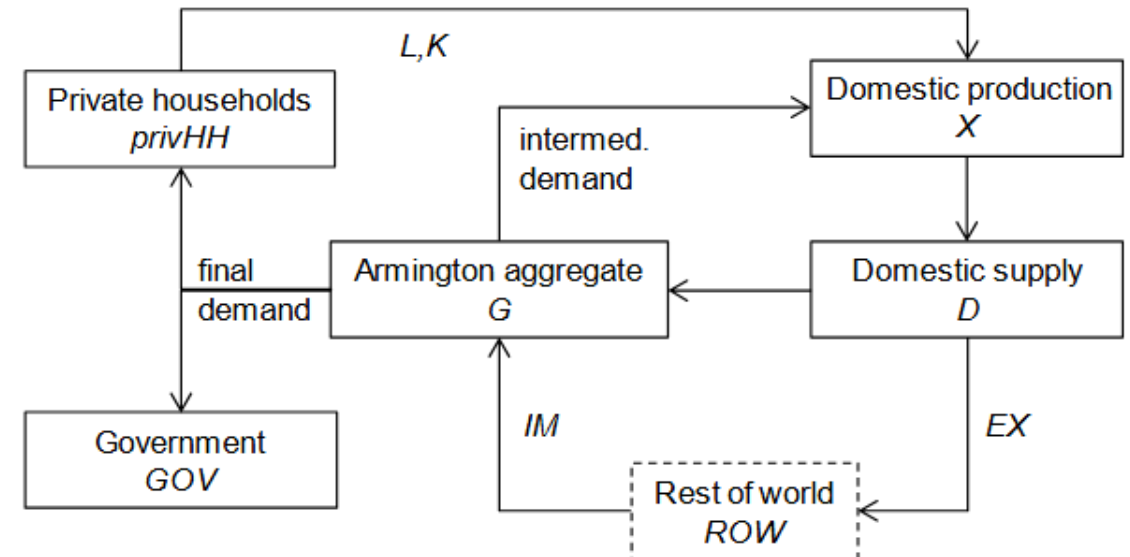 L,K
Private households
privHH
Domestic production
X
intermed.
demand
final
demand
Armington aggregate
G
Domestic supply
D
Government
GOV
IM
EX
Rest of world
ROW